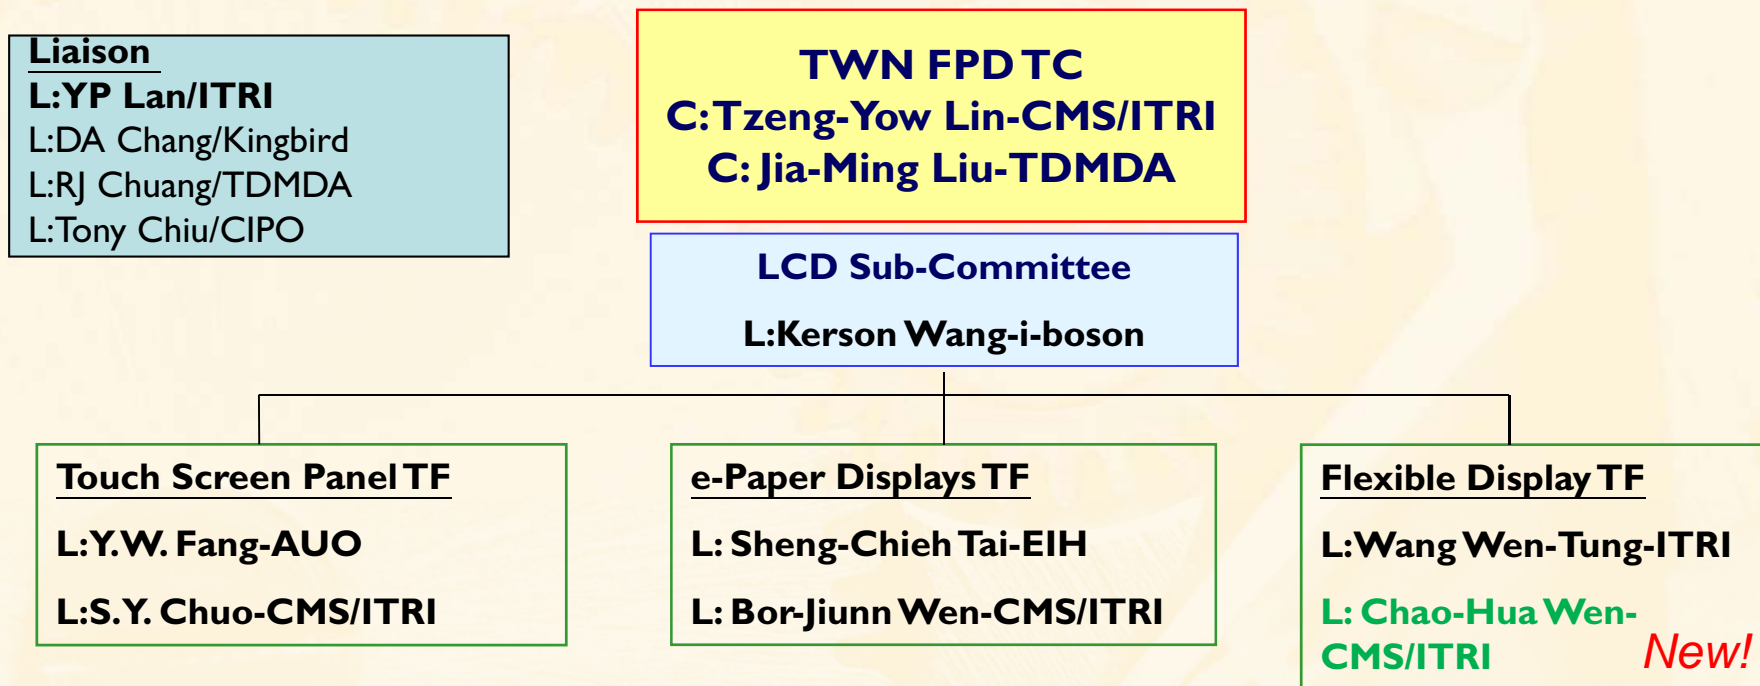 Liaison
L:YP Lan/ITRI
L:DA Chang/Kingbird
L:RJ Chuang/TDMDA
L:Tony Chiu/CIPO
TWN FPD TC
C:Tzeng-Yow Lin-CMS/ITRI
C: Jia-Ming Liu-TDMDA
LCD Sub-Committee
L:Kerson Wang-i-boson
Touch Screen Panel TF
L:Y.W. Fang-AUO
L:S.Y. Chuo-CMS/ITRI
e-Paper Displays TF
L: Sheng-Chieh Tai-EIH
L: Bor-Jiunn Wen-CMS/ITRI
Flexible Display TF
L:Wang Wen-Tung-ITRI
L: Chao-Hua Wen-
CMS/ITRI
New!